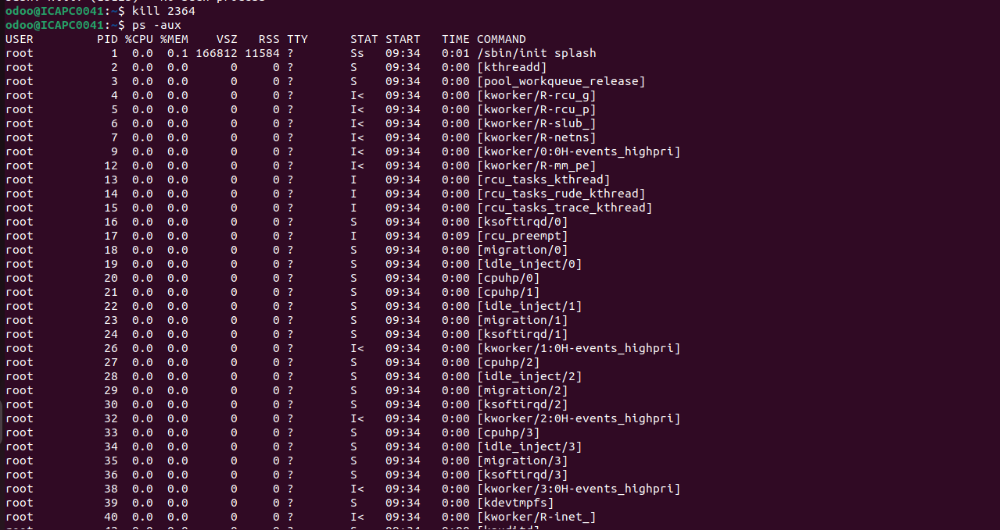 odoo@ICAPC0041:~$ kill 2364
odoo@ICAPC0041:~$ ps -aux
USER         PID %CPU %MEM    VSZ   RSS TTY      STAT START   TIME COMMAND
root           1  0.0  0.1 166812 11584 ?        Ss   09:34   0:01 /sbin/init splash
root           2  0.0  0.0      0     0 ?        S    09:34   0:00 [kthreadd]
root           3  0.0  0.0      0     0 ?        S    09:34   0:00 [pool_workqueue_release]
root           4  0.0  0.0      0     0 ?        I<   09:34   0:00 [kworker/R-rcu_g]
root           5  0.0  0.0      0     0 ?        I<   09:34   0:00 [kworker/R-rcu_p]
root           6  0.0  0.0      0     0 ?        I<   09:34   0:00 [kworker/R-slub_]
root           7  0.0  0.0      0     0 ?        I<   09:34   0:00 [kworker/R-netns]
root           9  0.0  0.0      0     0 ?        I<   09:34   0:00 [kworker/0:0H-events_highpri]
root          12  0.0  0.0      0     0 ?        I<   09:34   0:00 [kworker/R-mm_pe]
root          13  0.0  0.0      0     0 ?        I    09:34   0:00 [rcu_tasks_kthread]
root          14  0.0  0.0      0     0 ?        I    09:34   0:00 [rcu_tasks_rude_kthread]
root          15  0.0  0.0      0     0 ?        I    09:34   0:00 [rcu_tasks_trace_kthread]
root          16  0.0  0.0      0     0 ?        S    09:34   0:00 [ksoftirqd/0]
root          17  0.0  0.0      0     0 ?        I    09:34   0:09 [rcu_preempt]
root          18  0.0  0.0      0     0 ?        S    09:34   0:00 [migration/0]
root          19  0.0  0.0      0     0 ?        S    09:34   0:00 [idle_inject/0]
root          20  0.0  0.0      0     0 ?        S    09:34   0:00 [cpuhp/0]
root          21  0.0  0.0      0     0 ?        S    09:34   0:00 [cpuhp/1]
root          22  0.0  0.0      0     0 ?        S    09:34   0:00 [idle_inject/1]
root          23  0.0  0.0      0     0 ?        S    09:34   0:00 [migration/1]
root          24  0.0  0.0      0     0 ?        S    09:34   0:00 [ksoftirqd/1]
root          26  0.0  0.0      0     0 ?        I<   09:34   0:00 [kworker/1:0H-events_highpri]
root          27  0.0  0.0      0     0 ?        S    09:34   0:00 [cpuhp/2]
root          28  0.0  0.0      0     0 ?        S    09:34   0:00 [idle_inject/2]
root          29  0.0  0.0      0     0 ?        S    09:34   0:00 [migration/2]
root          30  0.0  0.0      0     0 ?        S    09:34   0:00 [ksoftirqd/2]
root          32  0.0  0.0      0     0 ?        I<   09:34   0:00 [kworker/2:0H-events_highpri]
root          33  0.0  0.0      0     0 ?        S    09:34   0:00 [cpuhp/3]
root          34  0.0  0.0      0     0 ?        S    09:34   0:00 [idle_inject/3]
root          35  0.0  0.0      0     0 ?        S    09:34   0:00 [migration/3]
root          36  0.0  0.0      0     0 ?        S    09:34   0:00 [ksoftirqd/3]
root          38  0.0  0.0      0     0 ?        I<   09:34   0:00 [kworker/3:0H-events_highpri]
root          39  0.0  0.0      0     0 ?        S    09:34   0:00 [kdevtmpfs]
root          40  0.0  0.0      0     0 ?        I<   09:34   0:00 [kworker/R-inet_]